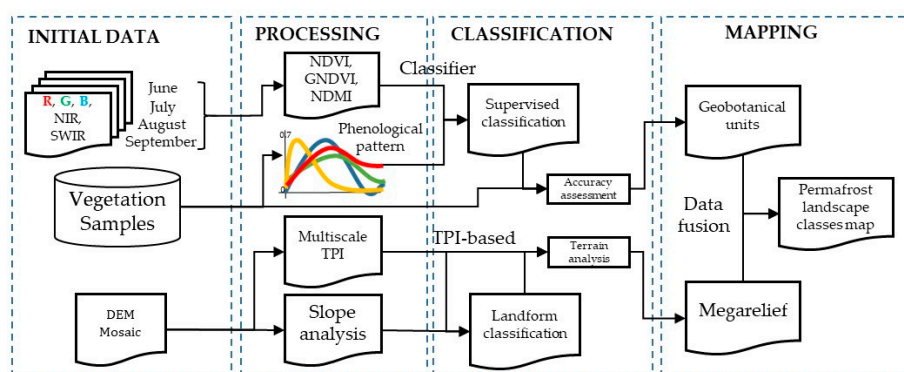 INITIAL DATA
R, G, B,
NIR,
SWIR
June
July
August
September
Vegetation
Samples
DEM
Mosaic
PROCESSING
NDVI,
GNDVI,
NDMI
0,7
Phenological
pattern
0
Multiscale
TPI
Slope
analysis
CLASSIFICATION
Classifier
Supervised
classification
Accuracy
assessment
TPI-based
Terrain
analysis
Landform
classification
MAPPING
Geobotanical
units
Data
fusion
Permafrost
landscape
classes map
Megarelief